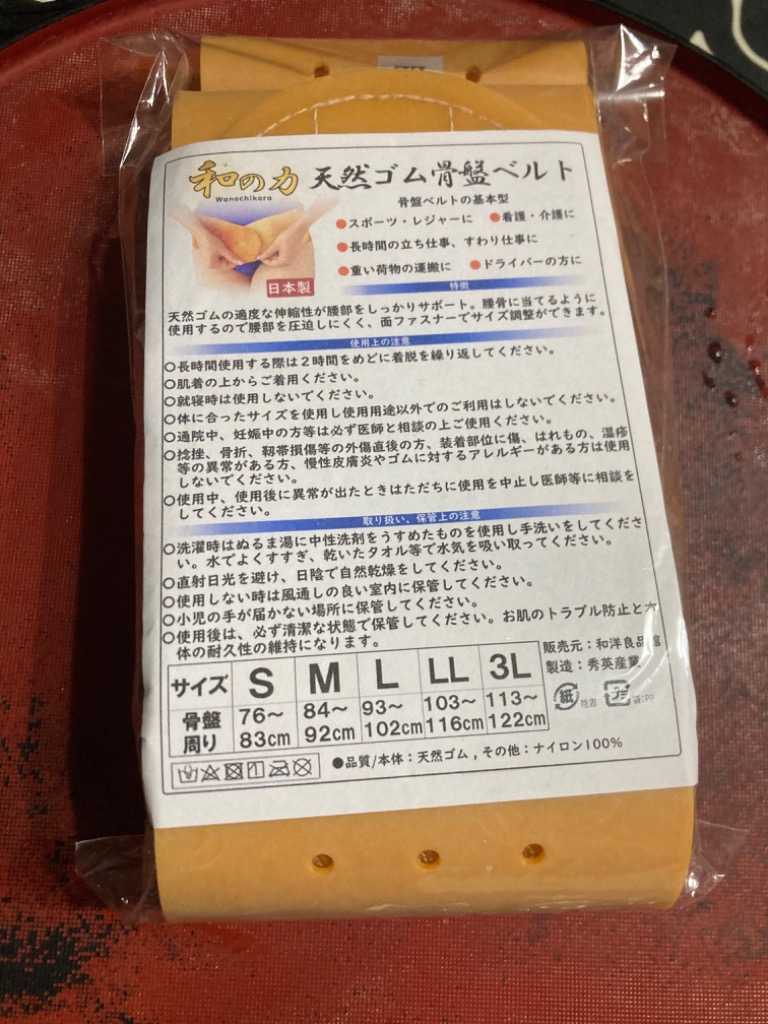 和の力 天然ゴム骨盤ベルト
Wanochikara
骨盤ベルトの基本型
●スポーツ・レジャーに ●看護・介護に
●長時間の立ち仕事、すわり仕事に
●重い荷物の運搬に ●ドライバーの方に
日本製
特徴
天然ゴムの適度な伸縮性が腰部をしっかりサポート。腰骨に当てるように
使用するので腰部を圧迫しにくく、面ファスナーでサイズ調整ができます。
使用上の注意
○長時間使用する際は2時間をめどに着脱を繰り返してください。
○肌着の上からご着用ください。
○就寝時は使用しないでください。
○体に合ったサイズを使用し使用用途以外でのご利用はしないでください。
○通院中、妊娠中の方等は必ず医師と相談の上ご使用ください。
○捻挫、骨折、靱帯損傷等の外傷直後の方、装着部位に傷、はれもの、湿疹
等の異常がある方、慢性皮膚炎やゴムに対するアレルギーがある方は使用
しないでください。
○使用中、使用後に異常が出たときはただちに使用を中止し医師等に相談を
してください。
取り扱い、保管上の注意
○洗濯時はぬるま湯に中性洗剤をうすめたものを使用し手洗いをしてくださ
い。水でよくすすぎ、乾いたタオル等で水気を吸い取ってください。
○直射日光を避け、日陰で自然乾燥をしてください。
○使用しない時は風通しの良い室内に保管してください。
○小児の手が届かない場所に保管してください。
○使用後は、必ず清潔な状態で保管してください。お肌のトラブル防止と本
体の耐久性の維持になります。
サイズ S M L LL 3L
骨盤周り 76〜83cm 84〜92cm 93〜102cm 103〜116cm 113〜122cm
販売元：和洋良品館
製造：秀英産業
紙 プラ 袋:PP
●品質/本体：天然ゴム，その他：ナイロン100%